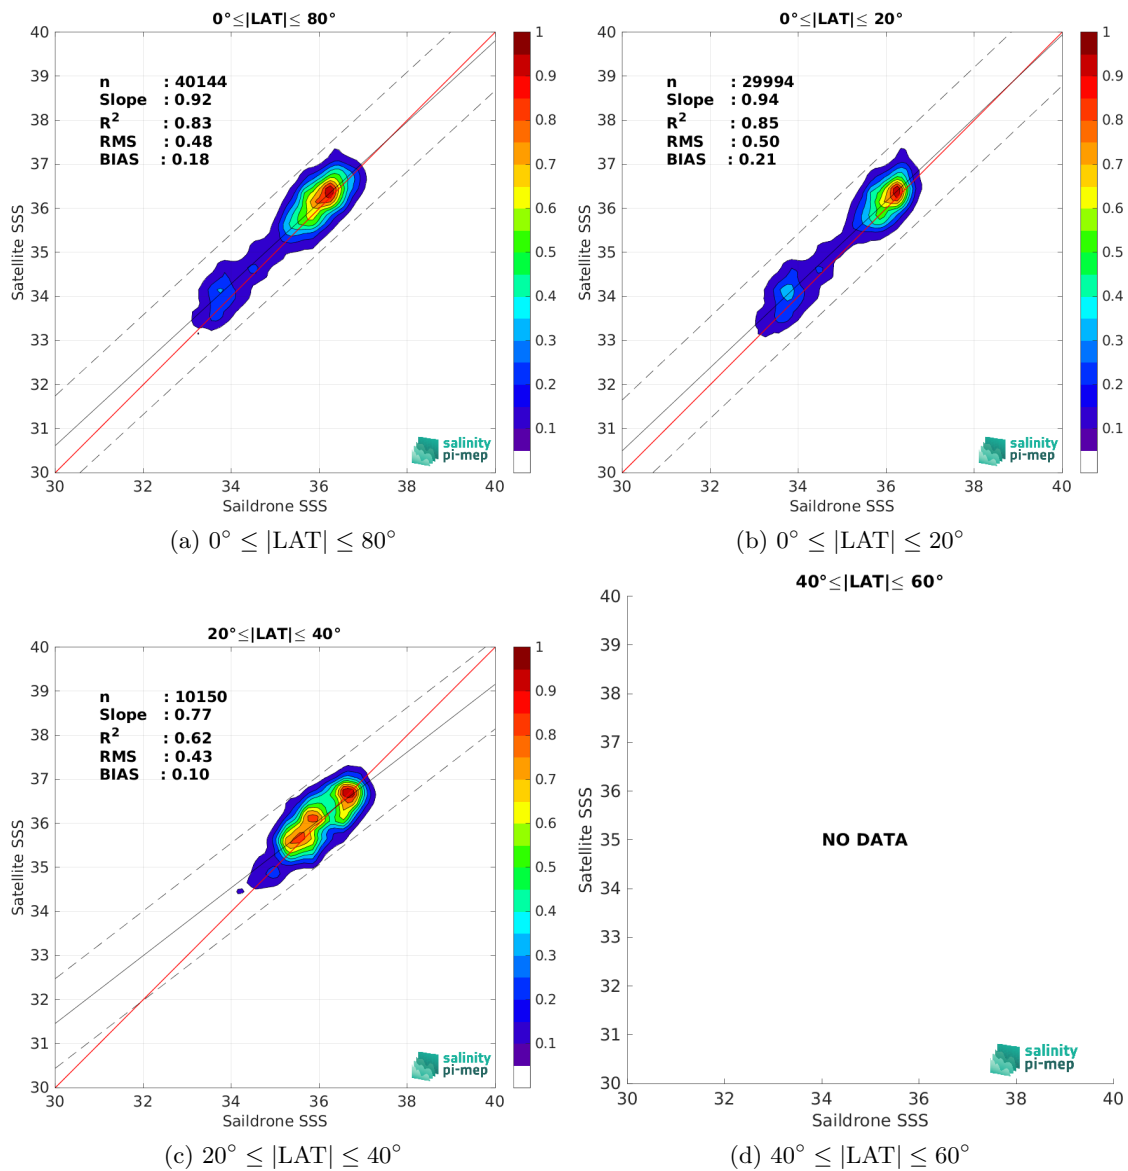 0°≤|LAT|≤ 80°
40
39
38
37
36
35
34
33
32
31
30
Satellite SSS
n : 40144
Slope : 0.92
R² : 0.83
RMS : 0.48
BIAS : 0.18
salinity
pi-mep
30 32 34 36 38 40
Saildrone SSS
1
0.9
0.8
0.7
0.6
0.5
0.4
0.3
0.2
0.1
(a) 0° ≤ |LAT| ≤ 80°
0°≤|LAT|≤ 20°
40
39
38
37
36
35
34
33
32
31
30
Satellite SSS
n : 29994
Slope : 0.94
R² : 0.85
RMS : 0.50
BIAS : 0.21
salinity
pi-mep
30 32 34 36 38 40
Saildrone SSS
1
0.9
0.8
0.7
0.6
0.5
0.4
0.3
0.2
0.1
(b) 0° ≤ |LAT| ≤ 20°
20°≤|LAT|≤ 40°
40
39
38
37
36
35
34
33
32
31
30
Satellite SSS
n : 10150
Slope : 0.77
R² : 0.62
RMS : 0.43
BIAS : 0.10
salinity
pi-mep
30 32 34 36 38 40
Saildrone SSS
1
0.9
0.8
0.7
0.6
0.5
0.4
0.3
0.2
0.1
(c) 20° ≤ |LAT| ≤ 40°
40°≤|LAT|≤ 60°
40
39
38
37
36
35
34
33
32
31
30
Satellite SSS
NO DATA
salinity
pi-mep
30 32 34 36 38 40
Saildrone SSS
(d) 40° ≤ |LAT| ≤ 60°